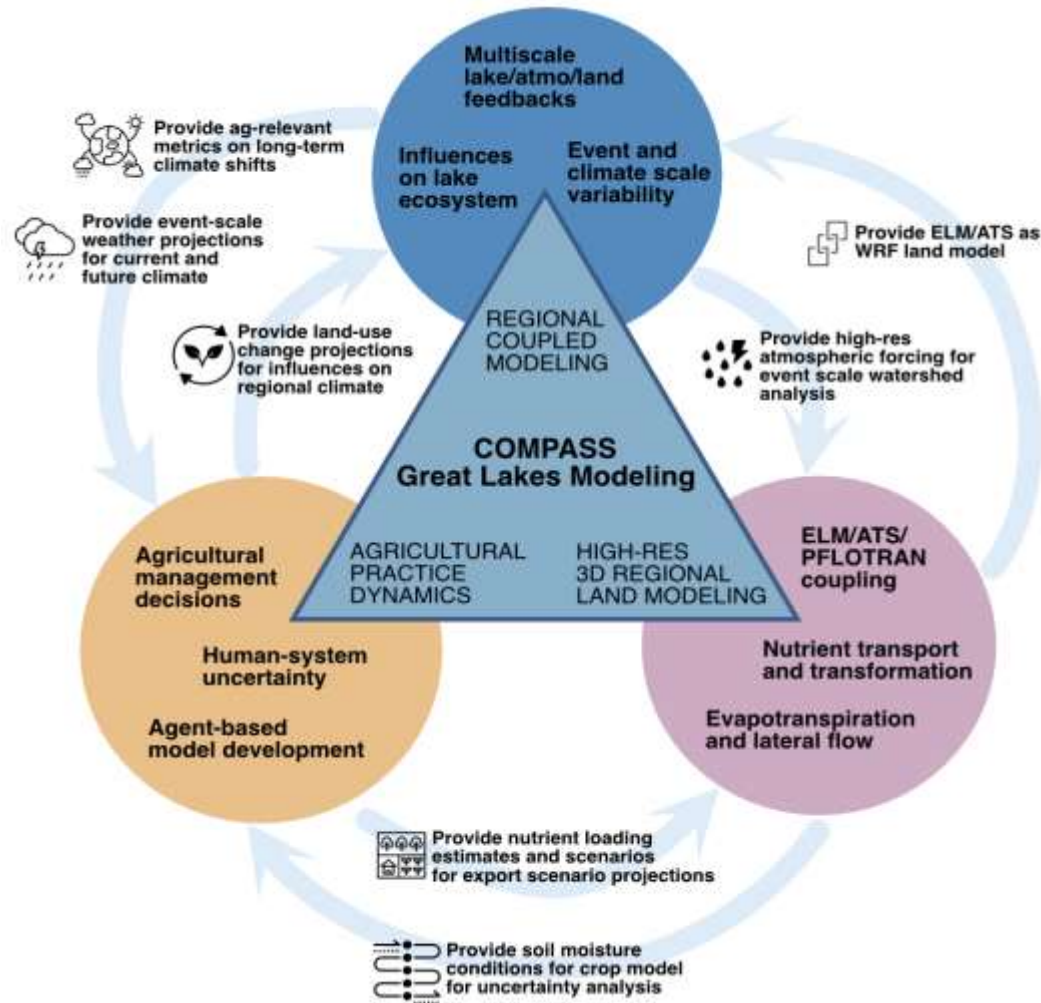 Multiscale
lake/atmo/land
feedbacks
Influences
on lake
ecosystem
Event and
climate scale
variability
Provide ag-relevant
metrics on long-term
climate shifts
Provide event-scale
weather projections
for current and
future climate
Provide land-use
change projections
for influences on
regional climate
Provide ELM/ATS as
WRF land model
Provide high-res
atmospheric forcing for
event scale watershed
analysis
REGIONAL
COUPLED
MODELING
COMPASS
Great Lakes Modeling
AGRICULTURAL
PRACTICE
DYNAMICS
HIGH-RES
3D REGIONAL
LAND MODELING
Agricultural
management
decisions
Human-system
uncertainty
Agent-based
model development
ELM/ATS/
PFLOTRAN
coupling
Nutrient transport
and transformation
Evapotranspiration
and lateral flow
Provide nutrient loading
estimates and scenarios
for export scenario projections
Provide soil moisture
conditions for crop model
for uncertainty analysis